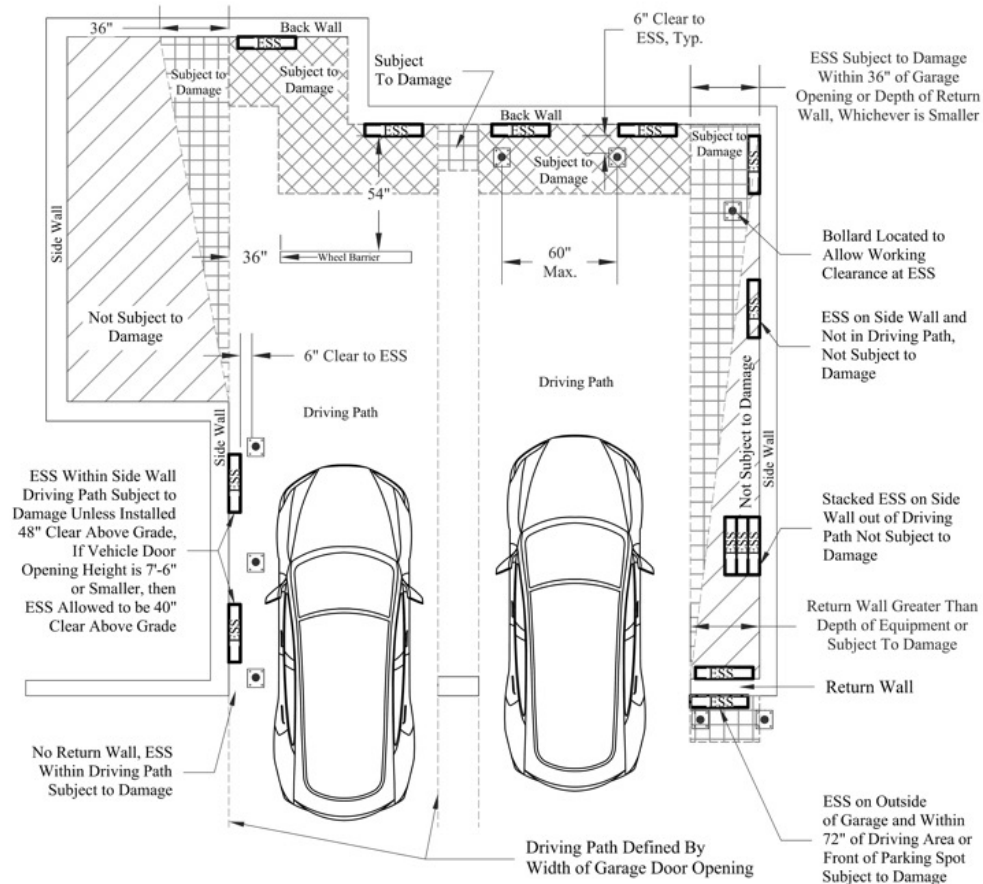 36"
Back Wall
ESS
Subject to
Damage
Subject to
Damage
Subject
To Damage
6" Clear to
ESS, Typ.
ESS Subject to Damage
Within 36" of Garage
Opening or Depth of Return
Wall, Whichever is Smaller
Back Wall
ESS
ESS
ESS
Subject to
Damage
Subject to
Damage
ESS
54"
Side Wall
36"
Wheel Barrier
60"
Max.
Bollard Located to
Allow Working
Clearance at ESS
ESS
ESS on Side Wall and
Not in Driving Path,
Not Subject to
Damage
Not Subject to
Damage
6" Clear to ESS
Driving Path
Driving Path
Not Subject to Damage
Side Wall
Side Wall
ESS Within Side Wall
Driving Path Subject to
Damage Unless Installed
48" Clear Above Grade,
If Vehicle Door
Opening Height is 7'-6"
or Smaller, then
ESS Allowed to be 40"
Clear Above Grade
ESS
ESS
ESS
ESS
ESS
Stacked ESS on Side
Wall out of Driving
Path Not Subject to
Damage
Return Wall Greater Than
Depth of Equipment or
Subject To Damage
ESS
Return Wall
ESS
No Return Wall, ESS
Within Driving Path
Subject to Damage
Driving Path Defined By
Width of Garage Door Opening
ESS on Outside
of Garage and Within
72" of Driving Area or
Front of Parking Spot
Subject to Damage